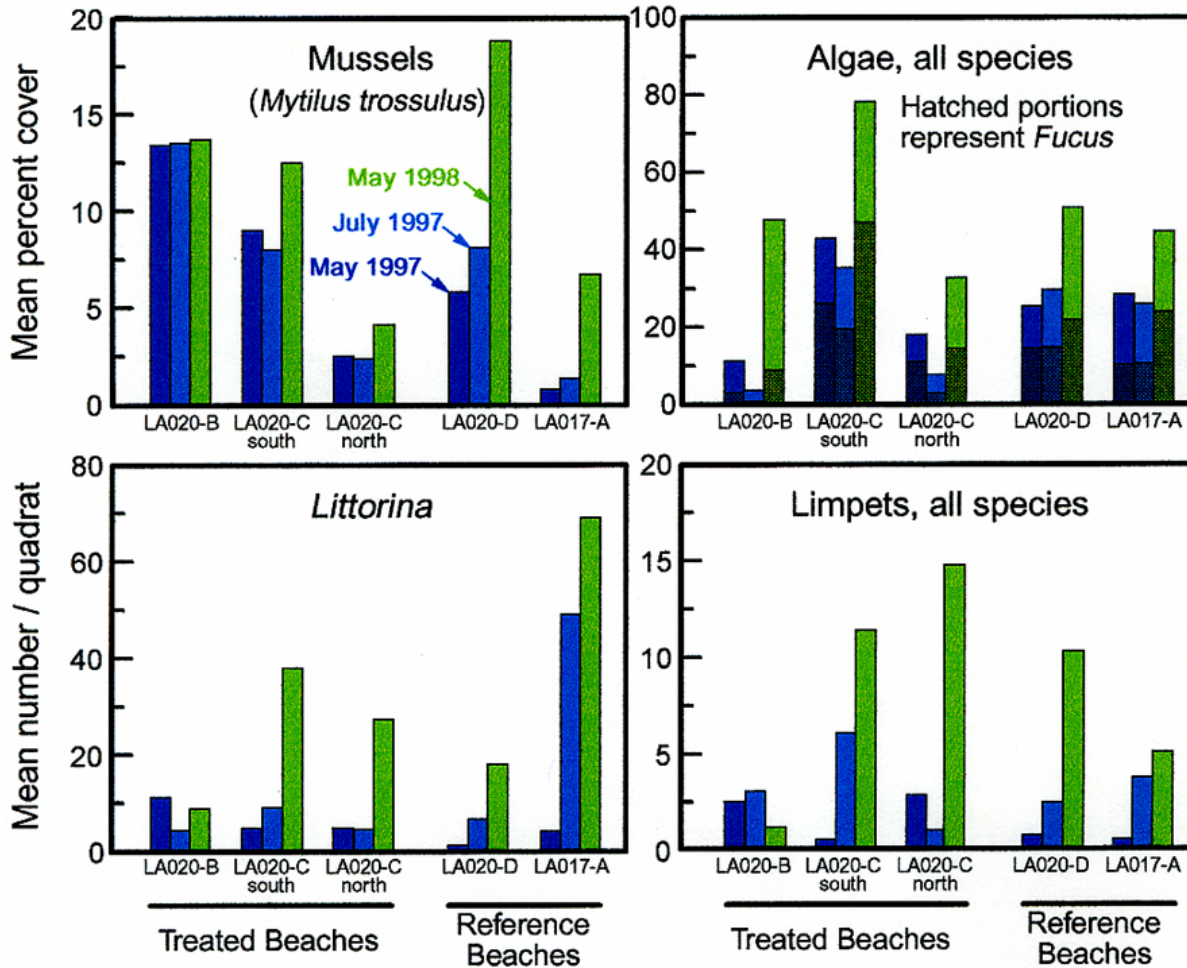 Mean percent cover
20
15
10
5
0
Mussels
(Mytilus trossulus)
May 1998
July 1997
May 1997
LA020-B
LA020-C
south
LA020-C
north
LA020-D
LA017-A
100
80
60
40
20
0
Algae, all species
Hatched portions
represent Fucus
LA020-B
LA020-C
south
LA020-C
north
LA020-D
LA017-A
Mean number / quadrat
80
60
40
20
0
Littorina
LA020-B
LA020-C
south
LA020-C
north
LA020-D
LA017-A
Treated Beaches
Reference
Beaches
20
15
10
5
0
Limpets, all species
LA020-B
LA020-C
south
LA020-C
north
LA020-D
LA017-A
Treated Beaches
Reference
Beaches